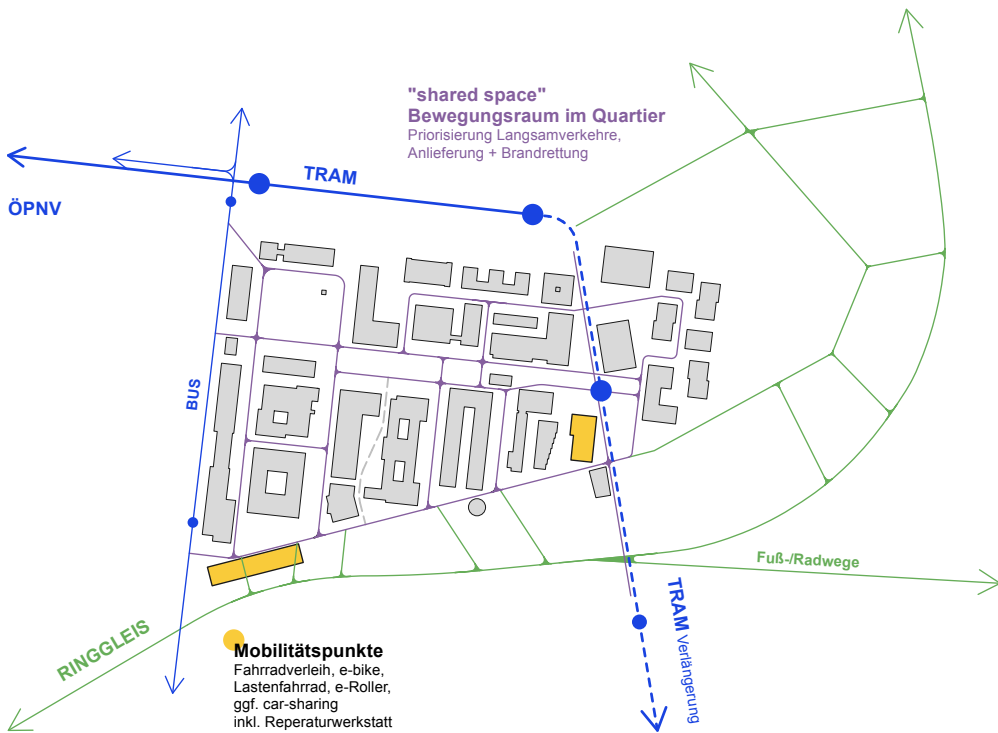 "shared space"
Bewegungsraum im Quartier
Priorisierung Langsamverkehre,
Anlieferung + Brandrettung
TRAM
ÖPNV
BUS
Fuß-/Radwege
TRAM Verlängerung
RINGGLEIS
Mobilitätspunkte
Fahrradverleih, e-bike,
Lastenfahrrad, e-Roller,
ggf. car-sharing
inkl. Reperaturwerkstatt